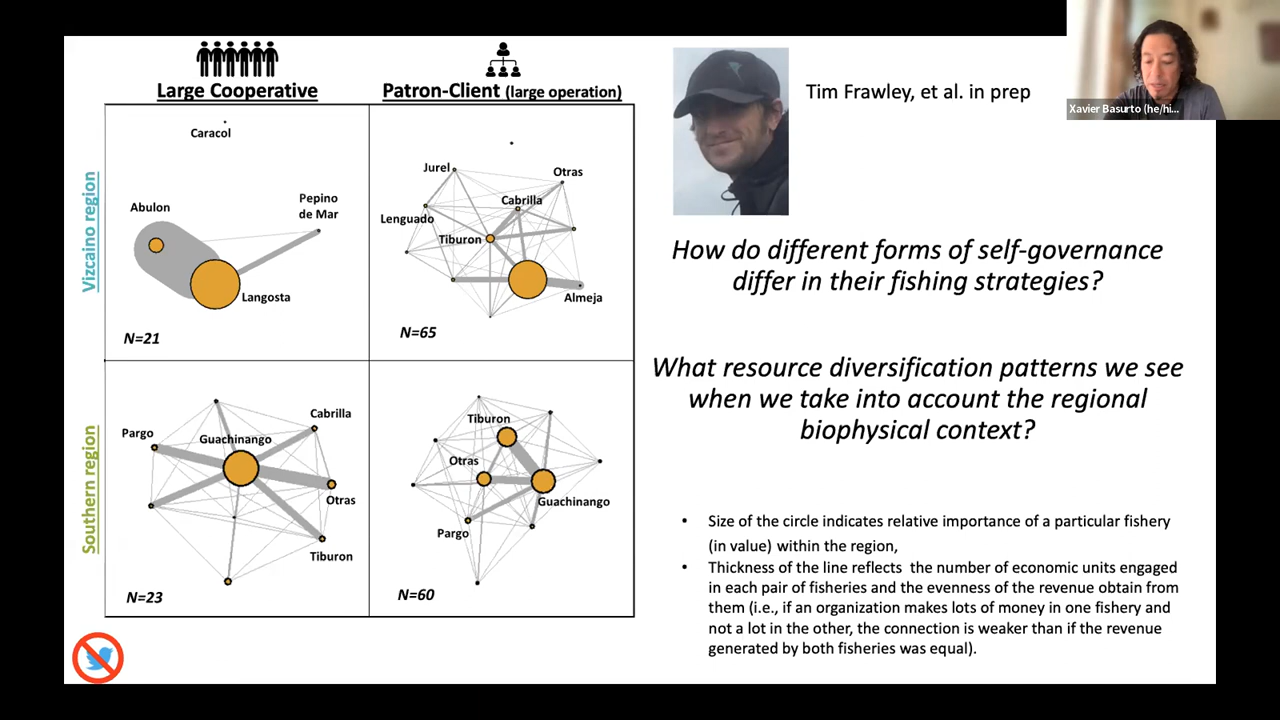 Large Cooperative
Patron-Client (large operation)
Vizcaino region
Caracol
Abulon
Pepino
de Mar
Langosta
N=21
Jurel
Otras
Cabrilla
Lenguado
Tiburon
Almeja
N=65
Southern region
Cabrilla
Pargo
Guachinango
Otras
Tiburon
N=23
Tiburon
Otras
Guachinango
Pargo
N=60
Tim Frawley, et al. in prep
Xavier Basurto (he/hi...
How do different forms of self-governance
differ in their fishing strategies?
What resource diversification patterns we see
when we take into account the regional
biophysical context?
• Size of the circle indicates relative importance of a particular fishery
(in value) within the region,
• Thickness of the line reflects the number of economic units engaged
in each pair of fisheries and the evenness of the revenue obtain from
them (i.e., if an organization makes lots of money in one fishery and
not a lot in the other, the connection is weaker than if the revenue
generated by both fisheries was equal).